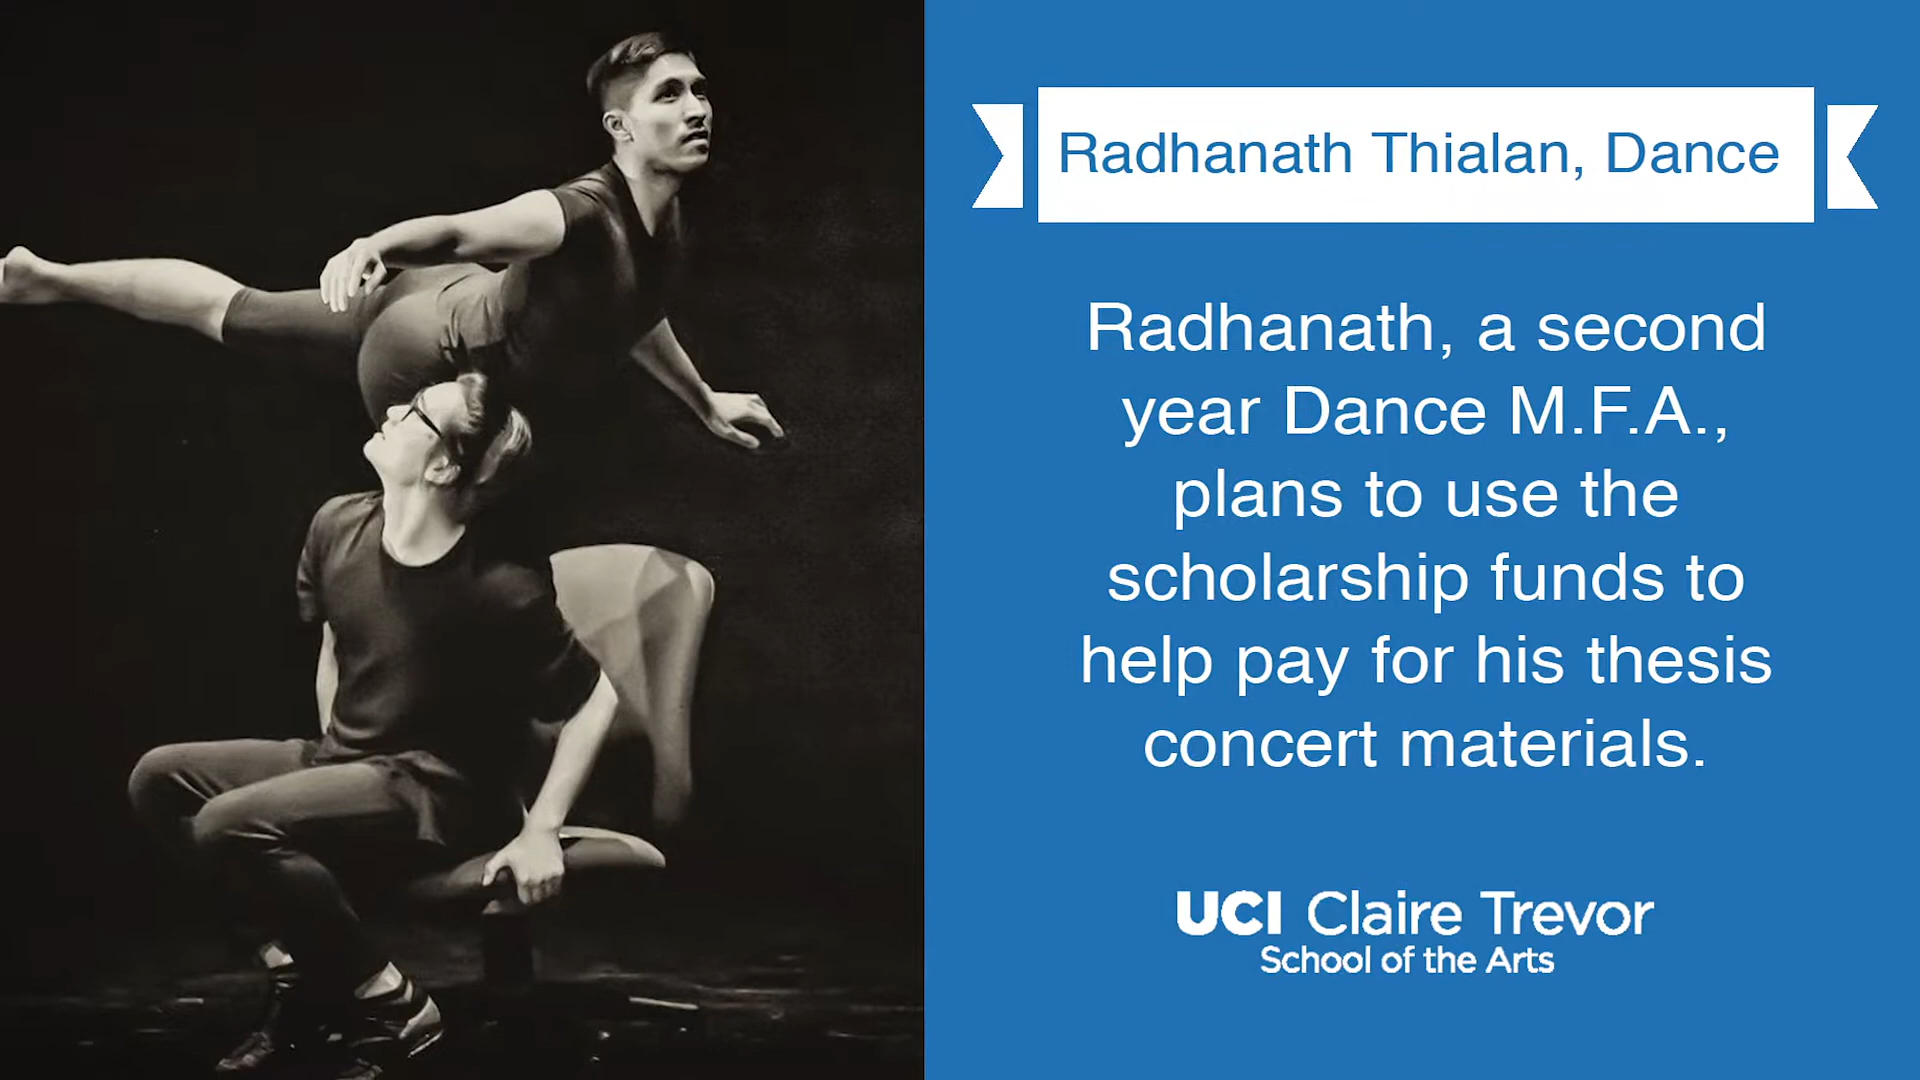 Radhanath Thialan, Dance
Radhanath, a second
year Dance M.F.A.,
plans to use the
scholarship funds to
help pay for his thesis
concert materials.
UCI Claire Trevor
School of the Arts